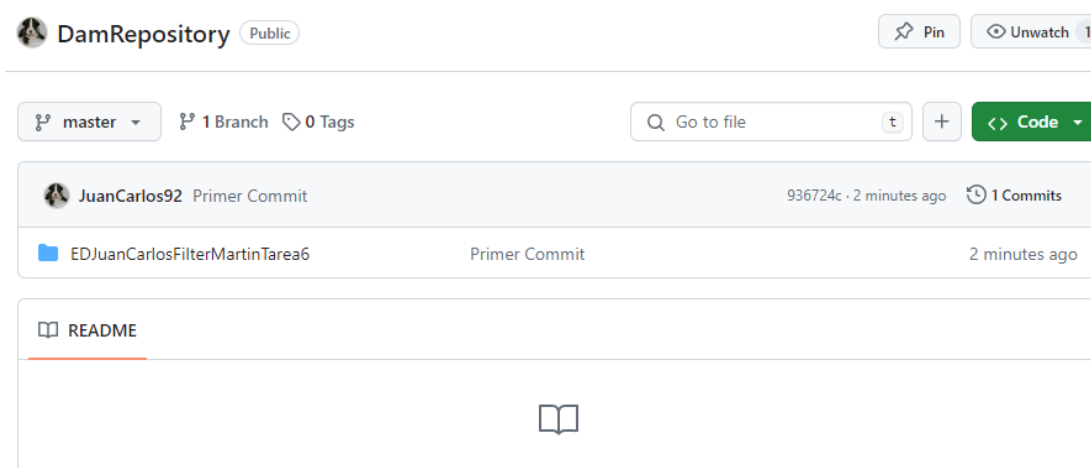 DamRepository Public Pin Unwatch 1
master 1 Branch 0 Tags Go to file t + <> Code
JuanCarlos92 Primer Commit 936724c · 2 minutes ago 1 Commits
EDJuanCarlosFilterMartinTarea6 Primer Commit 2 minutes ago
README